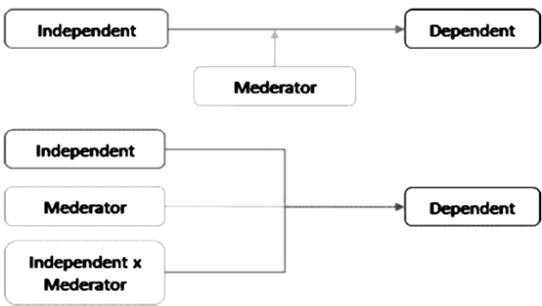 Independent
Dependent
Mederator
Independent
Mederator
Dependent
Independent x
Mederator